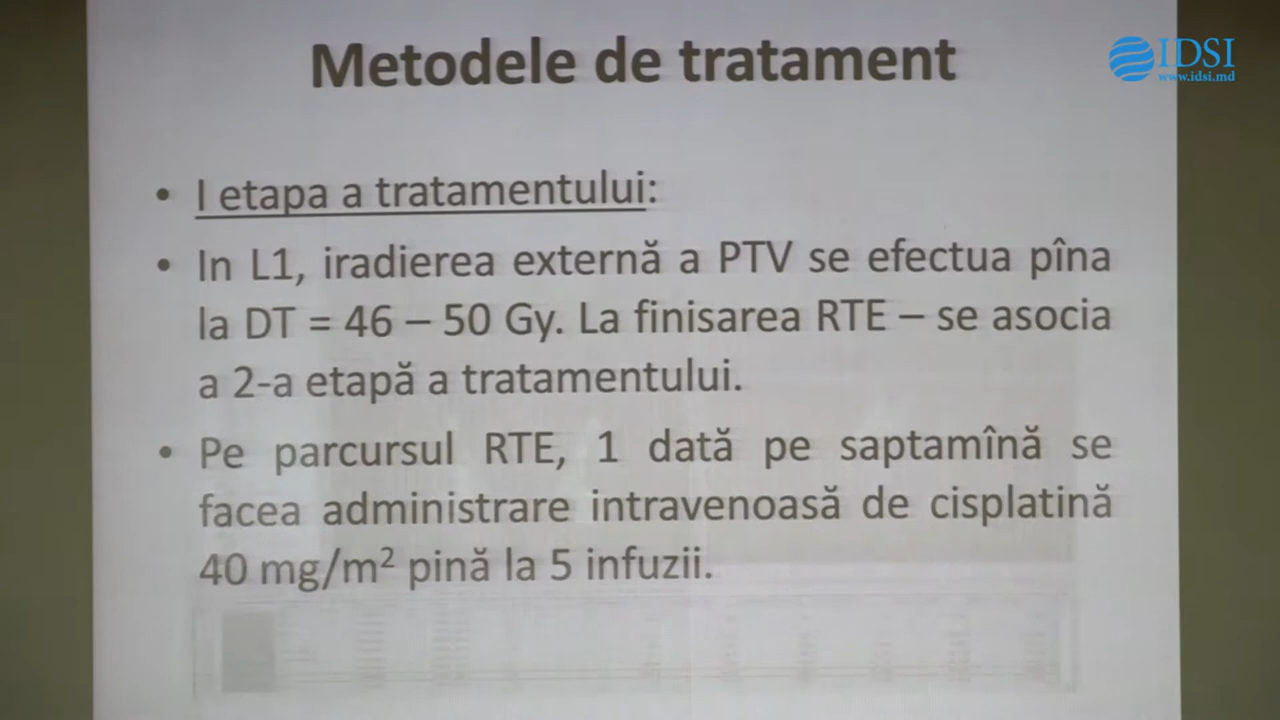 Metodele de tratament
IDSI
www.idsi.md
• I etapa a tratamentului:
• In L1, iradierea externă a PTV se efectua pîna
la DT = 46 – 50 Gy. La finisarea RTE – se asocia
a 2-a etapă a tratamentului.
• Pe parcursul RTE, 1 dată pe saptamînă se
facea administrare intravenoasă de cisplatină
40 mg/m² pină la 5 infuzii.